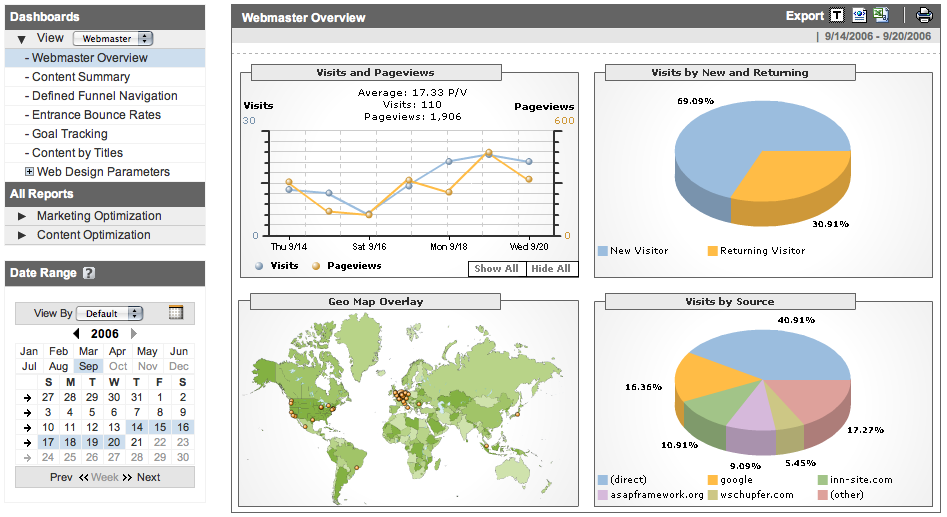 Dashboards
View Webmaster
- Webmaster Overview
- Content Summary
- Defined Funnel Navigation
- Entrance Bounce Rates
- Goal Tracking
- Content by Titles
Web Design Parameters
All Reports
Marketing Optimization
Content Optimization
Date Range ?
View By Default
2006
Jan Feb Mar Apr May Jun
Jul Aug Sep Oct Nov Dec
S M T W T F S
27 28 29 30 31 1 2
3 4 5 6 7 8 9
10 11 12 13 14 15 16
17 18 19 20 21 22 23
24 25 26 27 28 29 30
Prev Week Next
Webmaster Overview
Export T
| 9/14/2006 - 9/20/2006
Visits and Pageviews
Average: 17.33 P/V
Visits: 110
Pageviews: 1,906
Visits
Pageviews
30
600
0
0
Thu 9/14 Sat 9/16 Mon 9/18 Wed 9/20
Visits Pageviews
Show All Hide All
Visits by New and Returning
69.09%
30.91%
New Visitor Returning Visitor
Geo Map Overlay
Visits by Source
40.91%
16.36%
17.27%
10.91%
9.09%
5.45%
(direct) google inn-site.com
asapframework.org wschupfer.com (other)